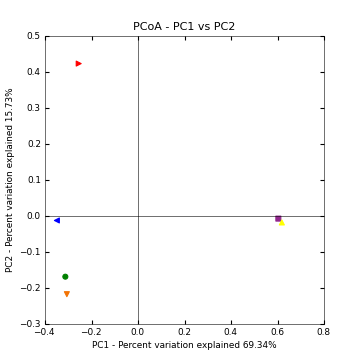 PCoA - PC1 vs PC2
0.5
0.4
0.3
0.2
0.1
0.0
−0.1
−0.2
−0.3
−0.4 −0.2 0.0 0.2 0.4 0.6 0.8
PC2 - Percent variation explained 15.73%
PC1 - Percent variation explained 69.34%